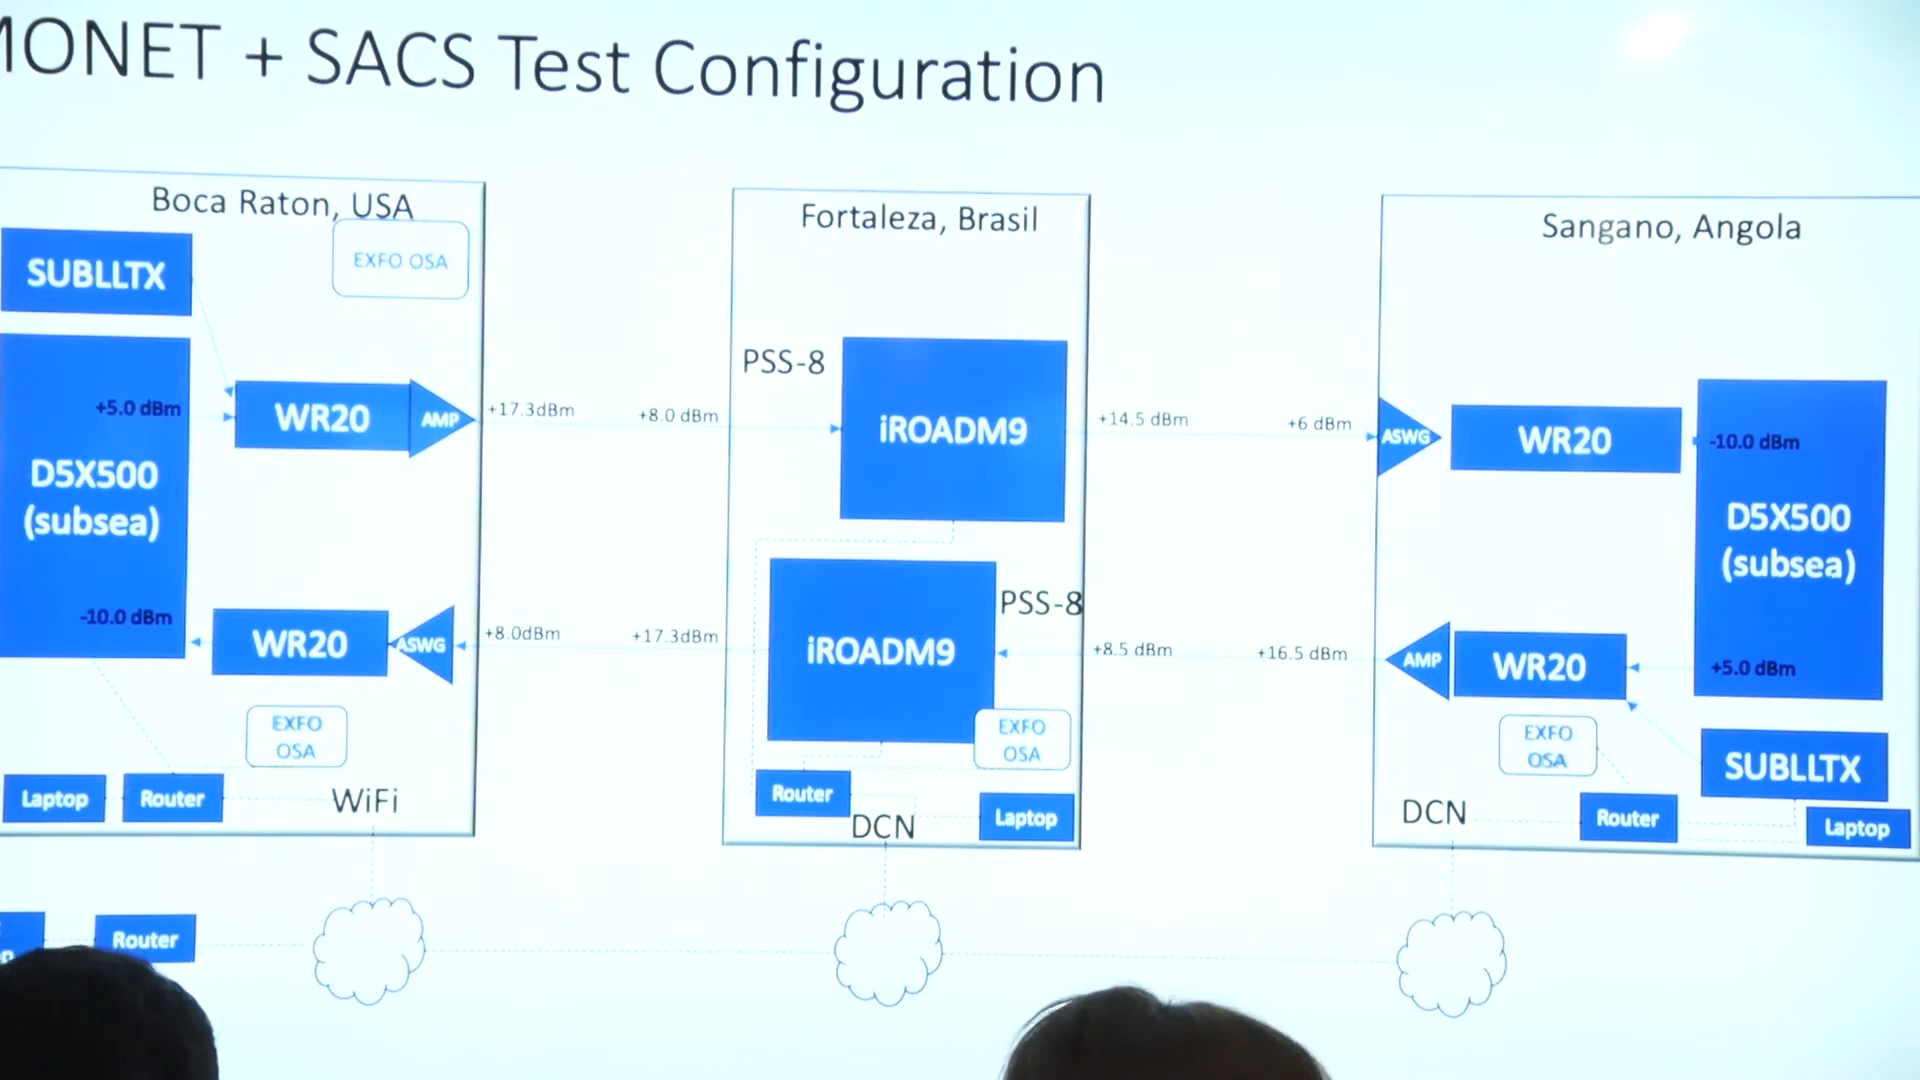 MONET + SACS Test Configuration
Boca Raton, USA
EXFO OSA
SUBLLTX
+5.0 dBm
D5X500
(subsea)
-10.0 dBm
WR20
AMP
+17.3dBm
+8.0 dBm
WR20
ASWG
+8.0dBm
+17.3dBm
EXFO
OSA
Laptop
Router
WiFi
Router
Fortaleza, Brasil
PSS-8
iROADM9
iROADM9
PSS-8
EXFO
OSA
Router
DCN
Laptop
+14.5 dBm
+6 dBm
+8.5 dBm
+16.5 dBm
Sangano, Angola
ASWG
WR20
-10.0 dBm
D5X500
(subsea)
+5.0 dBm
AMP
WR20
EXFO
OSA
SUBLLTX
DCN
Router
Laptop